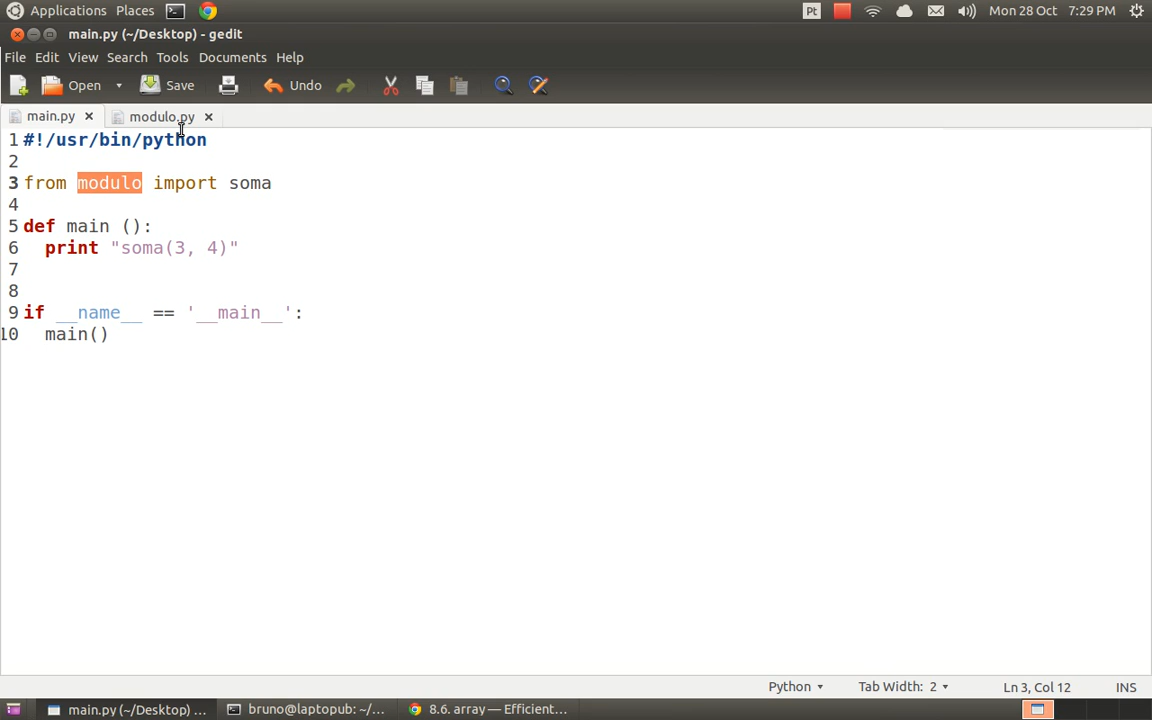 Applications Places Pt Mon 28 Oct 7:29 PM
main.py (~/Desktop) - gedit
File Edit View Search Tools Documents Help
Open Save Undo
main.py modulo.py
1 #!/usr/bin/python
2
3 from modulo import soma
4
5 def main ():
6 print "soma(3, 4)"
7
8
9 if __name__ == '__main__':
10 main()
Python Tab Width: 2 Ln 3, Col 12 INS
main.py (~/Desktop) ... bruno@laptopub: ~/... 8.6. array — Efficient...